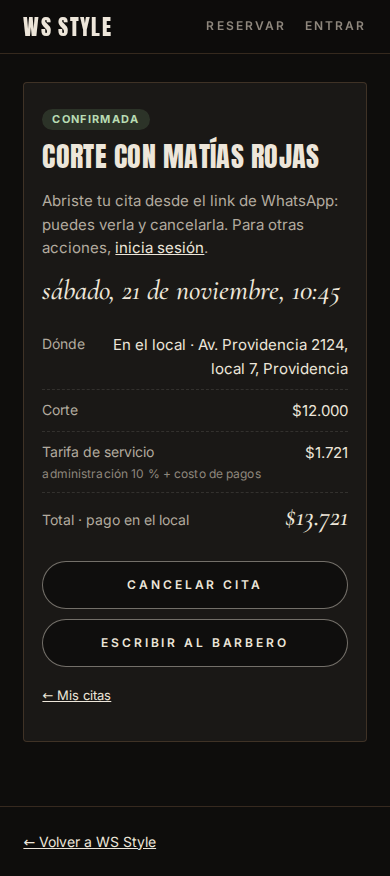 WS STYLE
RESERVAR ENTRAR
CONFIRMADA
CORTE CON MATÍAS ROJAS
Abriste tu cita desde el link de WhatsApp:
puedes verla y cancelarla. Para otras
acciones, inicia sesión.
sábado, 21 de noviembre, 10:45
Dónde En el local · Av. Providencia 2124,
local 7, Providencia
Corte $12.000
Tarifa de servicio $1.721
administración 10 % + costo de pagos
Total · pago en el local $13.721
CANCELAR CITA
ESCRIBIR AL BARBERO
← Mis citas
← Volver a WS Style